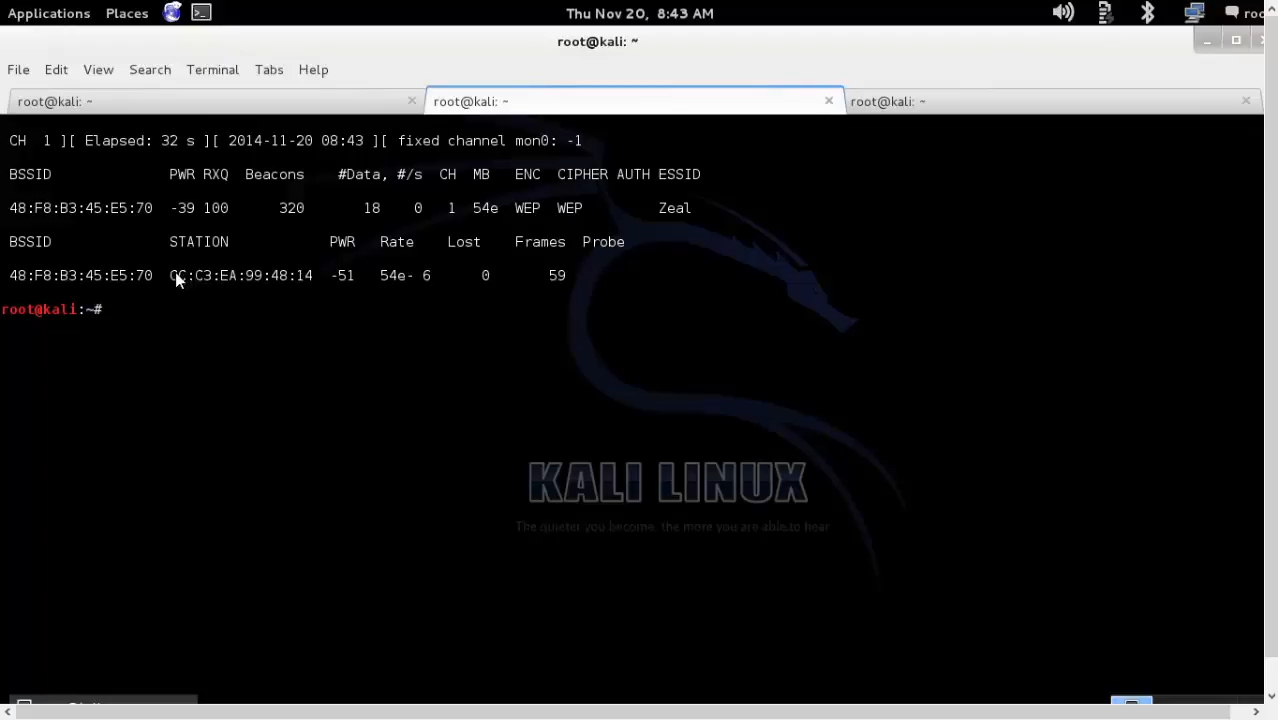 Applications Places Thu Nov 20, 8:43 AM
root@kali: ~
File Edit View Search Terminal Tabs Help
root@kali: ~ root@kali: ~ root@kali: ~
CH 1 ][ Elapsed: 32 s ][ 2014-11-20 08:43 ][ fixed channel mon0: -1
BSSID PWR RXQ Beacons #Data, #/s CH MB ENC CIPHER AUTH ESSID
48:F8:B3:45:E5:70 -39 100 320 18 0 1 54e WEP WEP Zeal
BSSID STATION PWR Rate Lost Frames Probe
48:F8:B3:45:E5:70 CC:C3:EA:99:48:14 -51 54e- 6 0 59
root@kali:~#
KALI LINUX
The quieter you become, the more you are able to hear